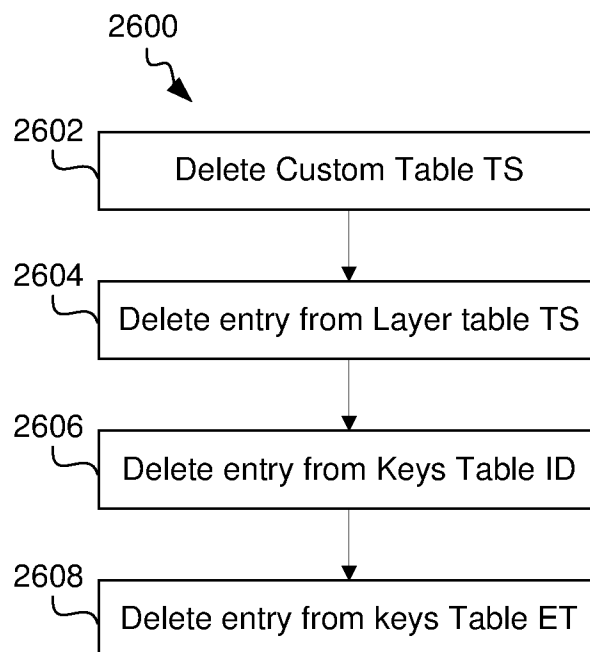 2600
2602
Delete Custom Table TS
2604
Delete entry from Layer table TS
2606
Delete entry from Keys Table ID
2608
Delete entry from keys Table ET